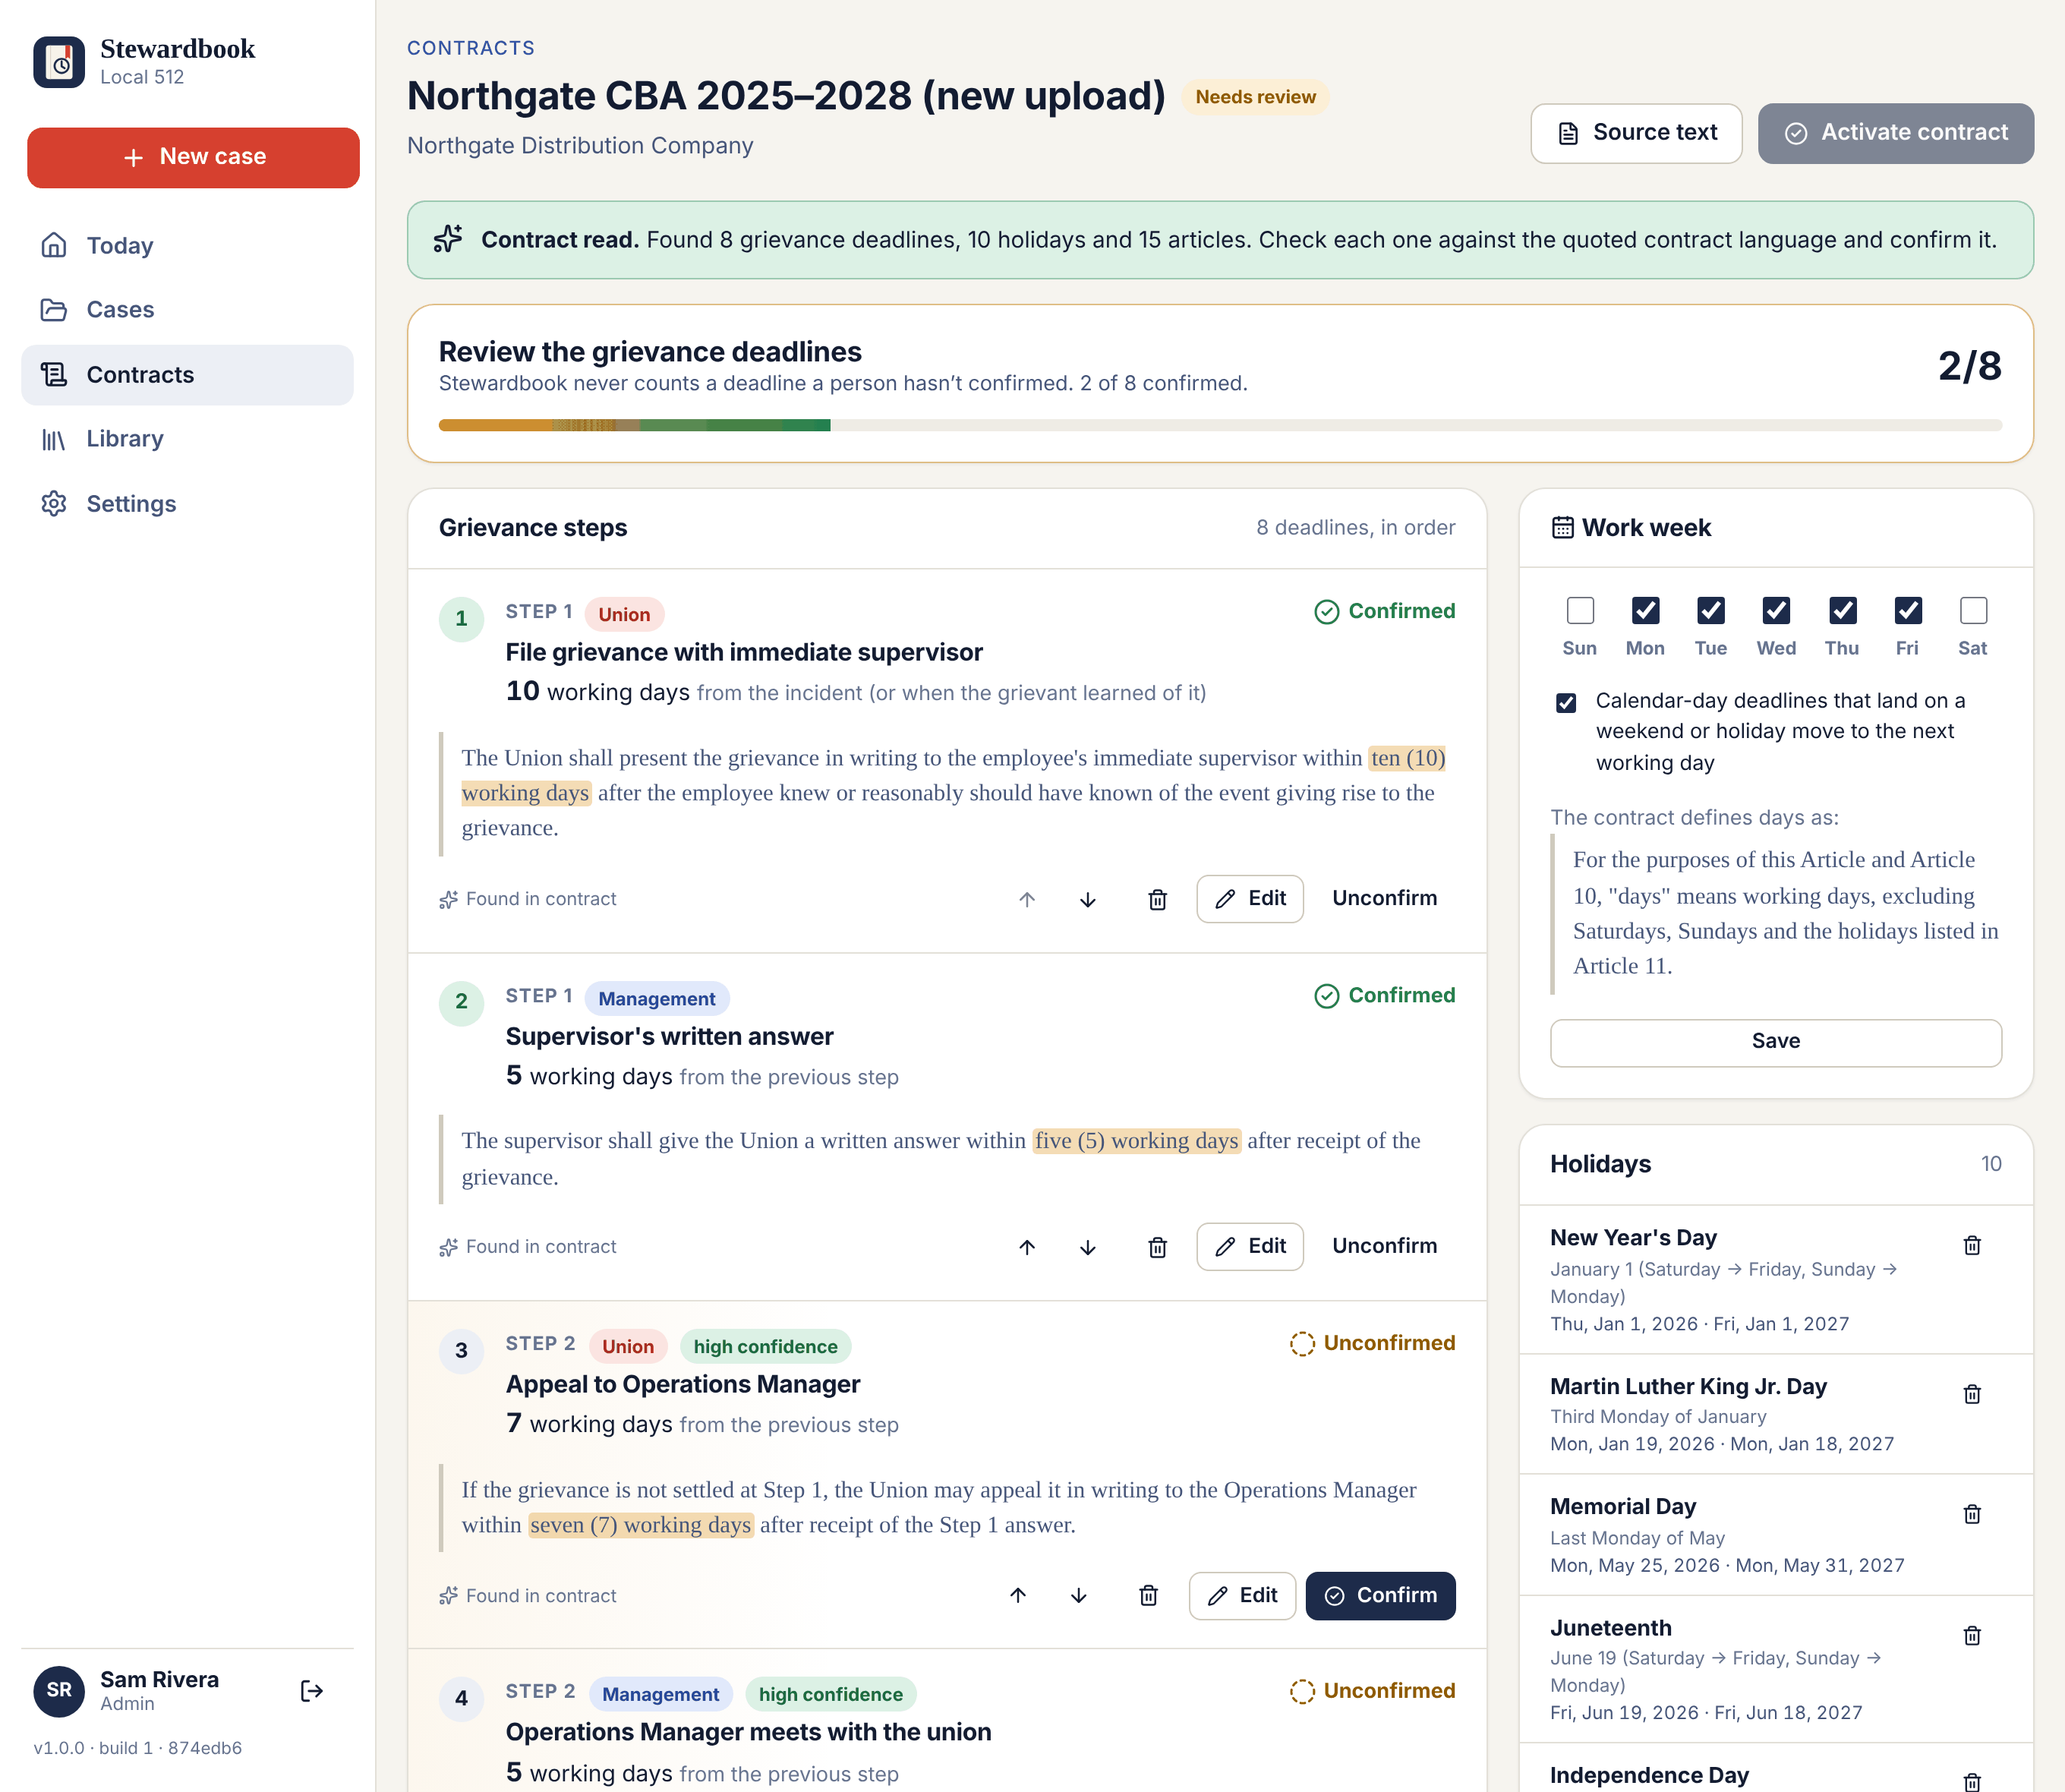 Stewardbook
Local 512
New case
Today
Cases
Contracts
Library
Settings
SR
Sam Rivera
Admin
v1.0.0 · build 1 · 874edb6
CONTRACTS
Northgate CBA 2025–2028 (new upload)
Needs review
Northgate Distribution Company
Source text
Activate contract
Contract read. Found 8 grievance deadlines, 10 holidays and 15 articles. Check each one against the quoted contract language and confirm it.
Review the grievance deadlines
Stewardbook never counts a deadline a person hasn’t confirmed. 2 of 8 confirmed.
2/8
Grievance steps
8 deadlines, in order
1
STEP 1
Union
Confirmed
File grievance with immediate supervisor
10 working days from the incident (or when the grievant learned of it)
The Union shall present the grievance in writing to the employee's immediate supervisor within ten (10)
working days after the employee knew or reasonably should have known of the event giving rise to the
grievance.
Found in contract
Edit
Unconfirm
2
STEP 1
Management
Confirmed
Supervisor's written answer
5 working days from the previous step
The supervisor shall give the Union a written answer within five (5) working days after receipt of the
grievance.
Found in contract
Edit
Unconfirm
3
STEP 2
Union
high confidence
Unconfirmed
Appeal to Operations Manager
7 working days from the previous step
If the grievance is not settled at Step 1, the Union may appeal it in writing to the Operations Manager
within seven (7) working days after receipt of the Step 1 answer.
Found in contract
Edit
Confirm
4
STEP 2
Management
high confidence
Unconfirmed
Operations Manager meets with the union
5 working days from the previous step
Work week
Sun
Mon
Tue
Wed
Thu
Fri
Sat
Calendar-day deadlines that land on a
weekend or holiday move to the next
working day
The contract defines days as:
For the purposes of this Article and Article
10, "days" means working days, excluding
Saturdays, Sundays and the holidays listed in
Article 11.
Save
Holidays
10
New Year's Day
January 1 (Saturday → Friday, Sunday →
Monday)
Thu, Jan 1, 2026 · Fri, Jan 1, 2027
Martin Luther King Jr. Day
Third Monday of January
Mon, Jan 19, 2026 · Mon, Jan 18, 2027
Memorial Day
Last Monday of May
Mon, May 25, 2026 · Mon, May 31, 2027
Juneteenth
June 19 (Saturday → Friday, Sunday →
Monday)
Fri, Jun 19, 2026 · Fri, Jun 18, 2027
Independence Day